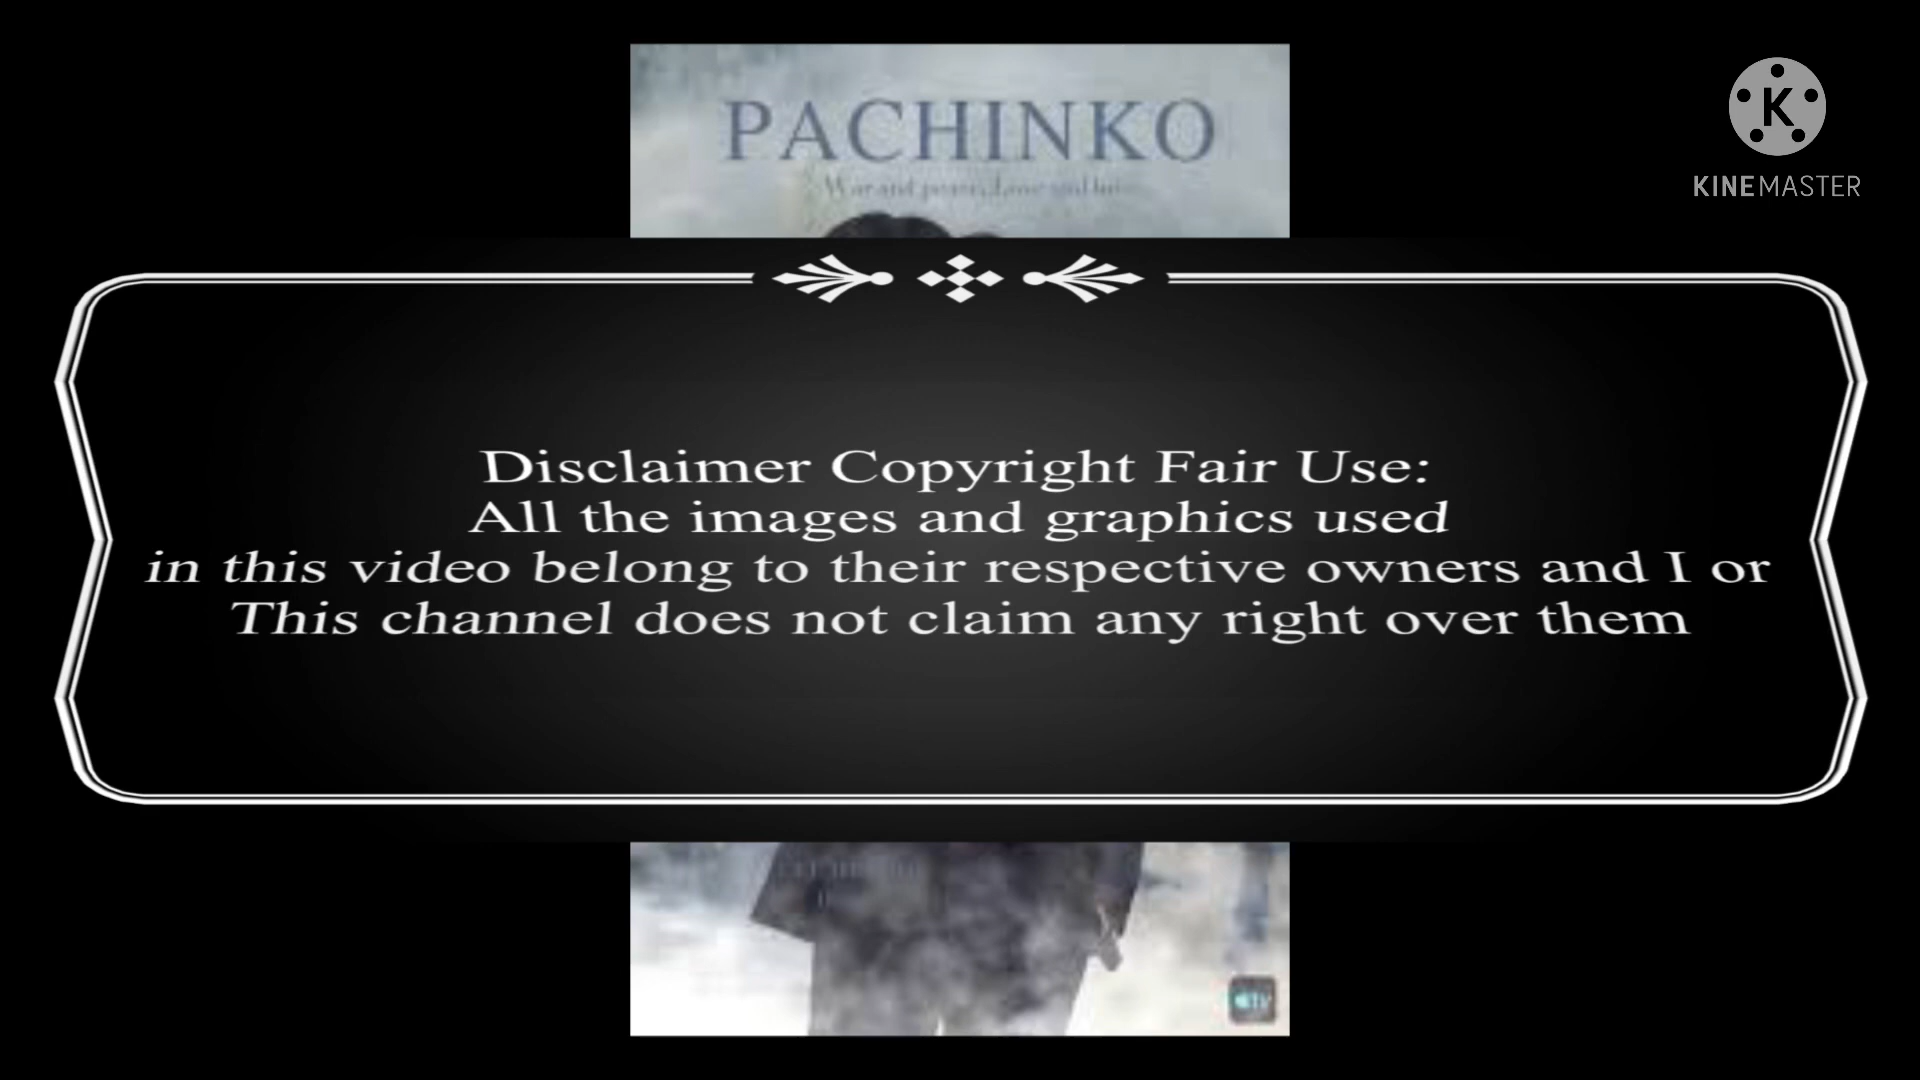 PACHINKO
KINEMASTER
Disclaimer Copyright Fair Use:
All the images and graphics used
in this video belong to their respective owners and I or
This channel does not claim any right over them
tv